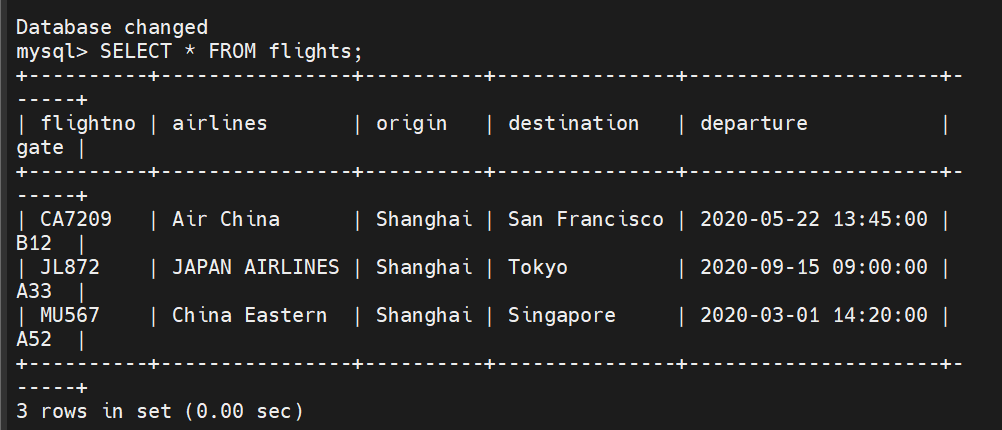 Database changed
mysql> SELECT * FROM flights;
+----------+----------------+----------+---------------+---------------------+-
-----+
| flightno | airlines       | origin   | destination   | departure           |
gate |
+----------+----------------+----------+---------------+---------------------+-
-----+
| CA7209   | Air China      | Shanghai | San Francisco | 2020-05-22 13:45:00 |
B12  |
| JL872    | JAPAN AIRLINES | Shanghai | Tokyo         | 2020-09-15 09:00:00 |
A33  |
| MU567    | China Eastern  | Shanghai | Singapore     | 2020-03-01 14:20:00 |
A52  |
+----------+----------------+----------+---------------+---------------------+-
-----+
3 rows in set (0.00 sec)